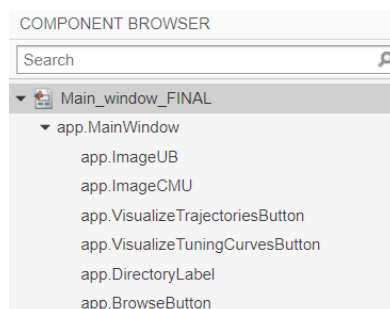 COMPONENT BROWSER
Search
Main_window_FINAL
app.MainWindow
app.ImageUB
app.ImageCMU
app.VisualizeTrajectoriesButton
app.VisualizeTuningCurvesButton
app.DirectoryLabel
app.BrowseButton